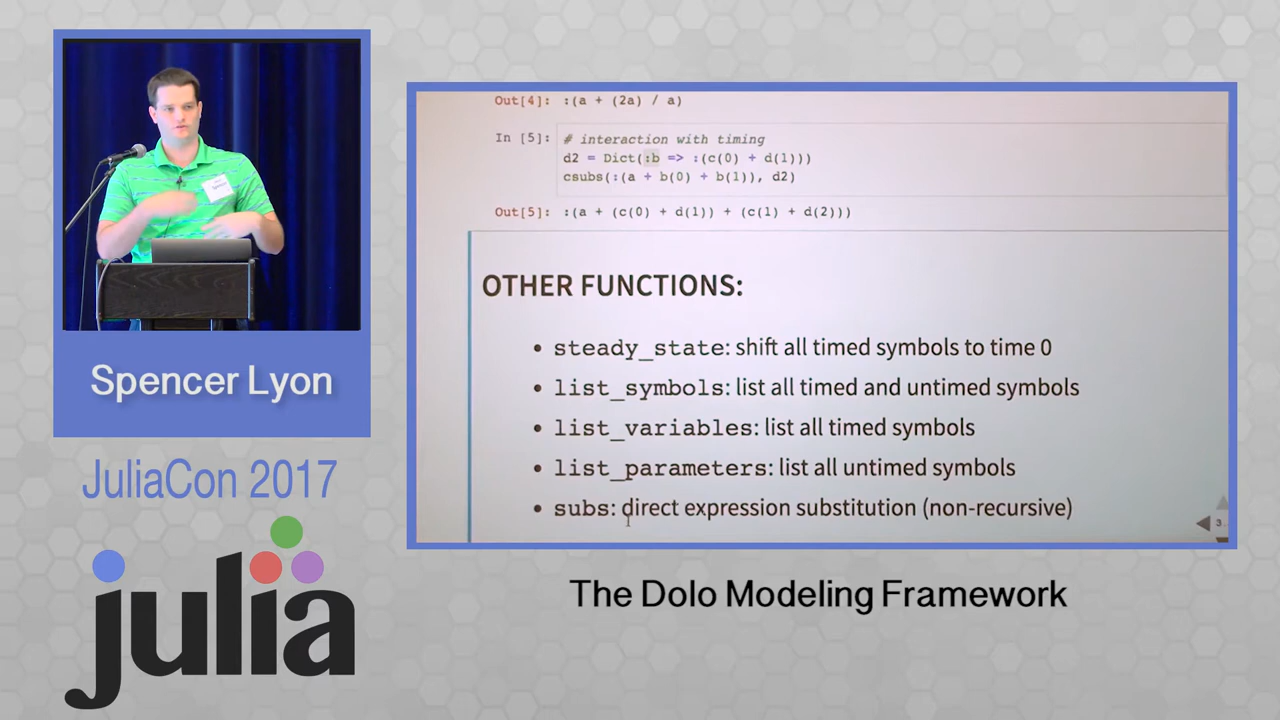 Spencer Lyon
JuliaCon 2017
julia
Out[4]: :(a + (2a) / a)
In [5]: # interaction with timing
d2 = Dict(:b => :(c(0) + d(1)))
csubs(:(a + b(0) + b(1)), d2)
Out[5]: :(a + (c(0) + d(1)) + (c(1) + d(2)))
OTHER FUNCTIONS:
• steady_state: shift all timed symbols to time 0
• list_symbols: list all timed and untimed symbols
• list_variables: list all timed symbols
• list_parameters: list all untimed symbols
• subs: direct expression substitution (non-recursive)
The Dolo Modeling Framework